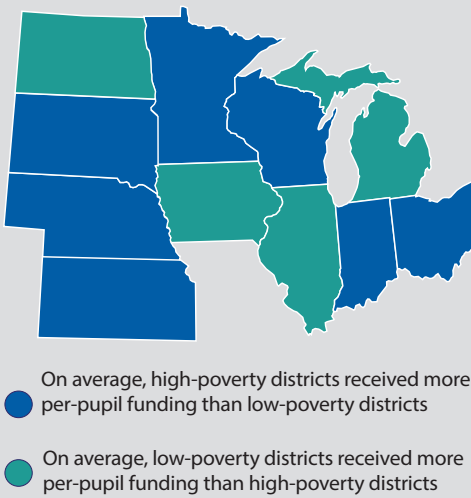 On average, high-poverty districts received more
per-pupil funding than low-poverty districts
On average, low-poverty districts received more
per-pupil funding than high-poverty districts